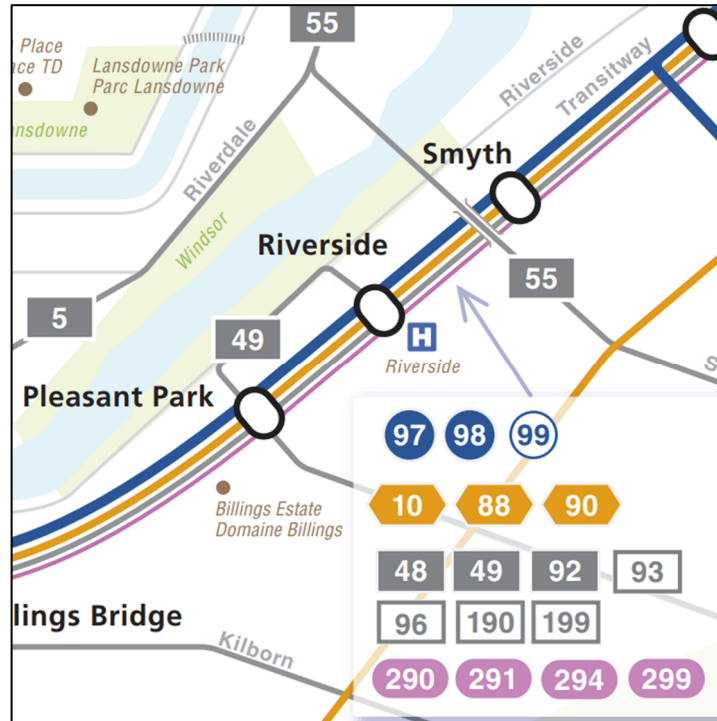 55
Place
ace TD
Lansdowne Park
Parc Lansdowne
ansdowne
Riverdale
Windsor
Riverside
Transitway
Smyth
Riverside
55
5
49
H
Riverside
Pleasant Park
97 98 99
Billings Estate
Domaine Billings
10 88 90
48 49 92 93
96 190 199
290 291 294 299
llings Bridge
Kilborn
S